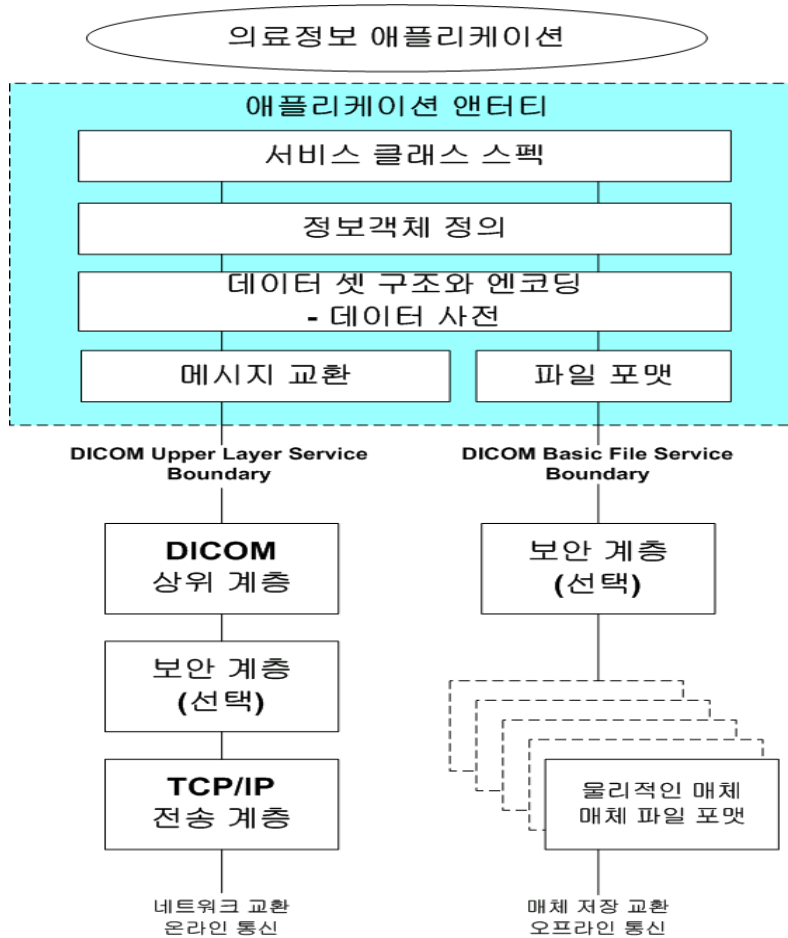 의료정보 애플리케이션
애플리케이션 앤터티
서비스 클래스 스펙
정보객체 정의
데이터 셋 구조와 엔코딩
- 데이터 사전
메시지 교환
파일 포맷
DICOM Upper Layer Service
Boundary
DICOM Basic File Service
Boundary
DICOM
상위 계층
보안 계층
(선택)
보안 계층
(선택)
TCP/IP
전송 계층
물리적인 매체
매체 파일 포맷
네트워크 교환
온라인 통신
매체 저장 교환
오프라인 통신